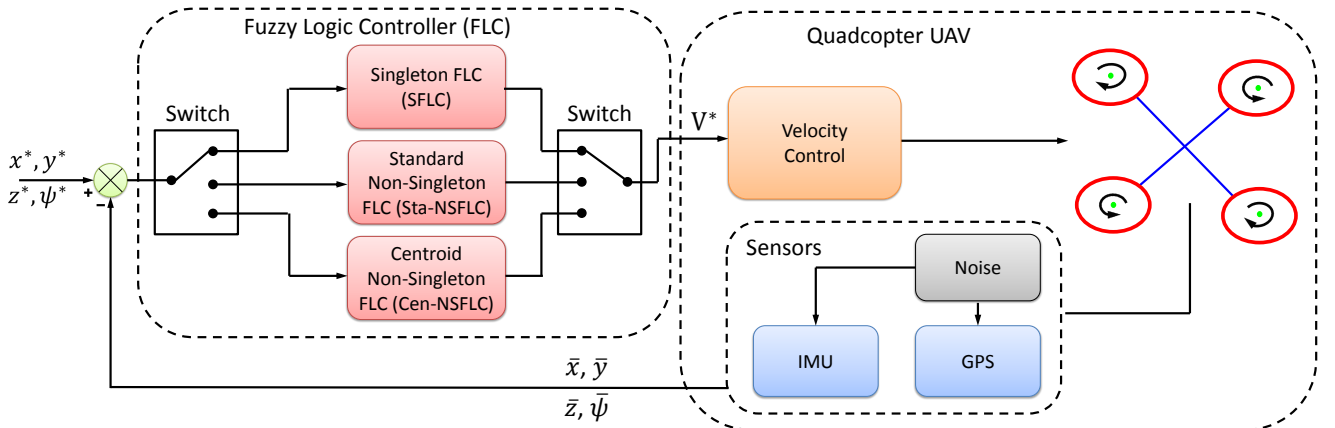 Fuzzy Logic Controller (FLC)
Quadcopter UAV
Switch
Singleton FLC
(SFLC)
Switch
Standard
Non-Singleton
FLC (Sta-NSFLC)
Centroid
Non-Singleton
FLC (Cen-NSFLC)
x*, y*
z*, ψ*
+
−
V*
Velocity
Control
Sensors
Noise
IMU
GPS
x̄, ȳ
z̄, ψ̄